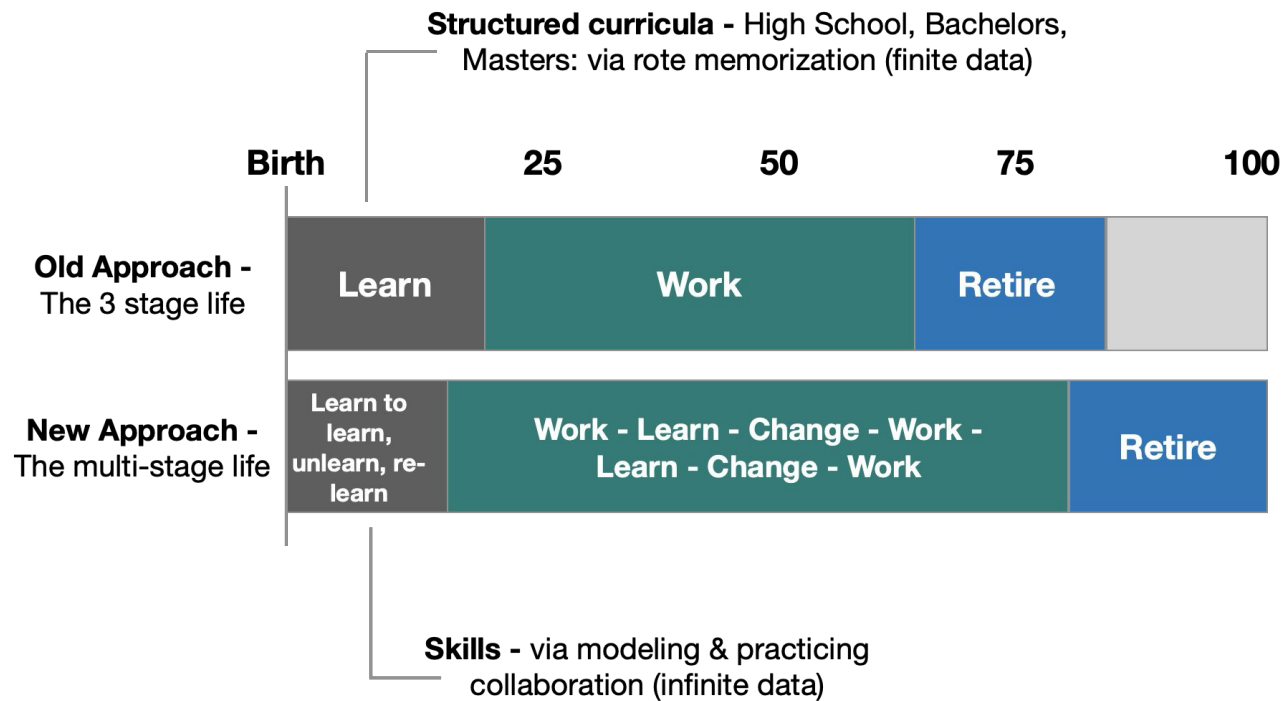 Structured curricula - High School, Bachelors,
Masters: via rote memorization (finite data)
Birth 25 50 75 100
Old Approach -
The 3 stage life
Learn
Work
Retire
New Approach -
The multi-stage life
Learn to
learn,
unlearn, re-
learn
Work - Learn - Change - Work -
Learn - Change - Work
Retire
Skills - via modeling & practicing
collaboration (infinite data)